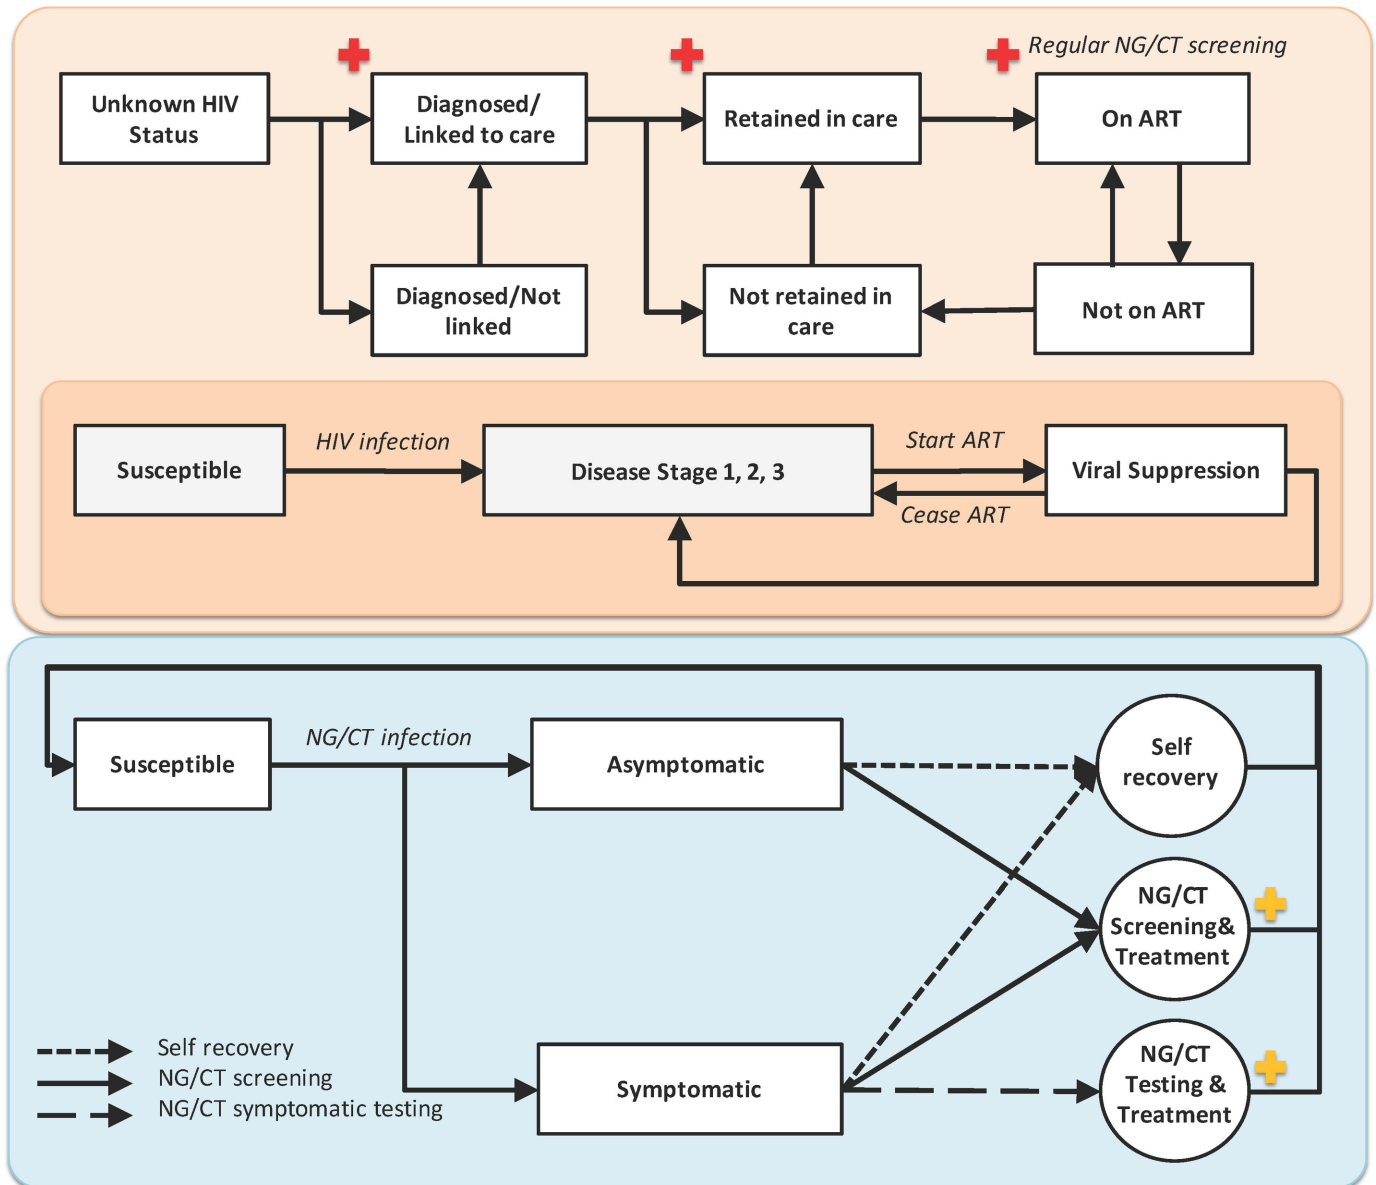 Regular NG/CT screening
Unknown HIV
Status
Diagnosed/
Linked to care
Retained in care
On ART
Diagnosed/Not
linked
Not retained in
care
Not on ART
Susceptible
HIV infection
Disease Stage 1, 2, 3
Start ART
Cease ART
Viral Suppression
Susceptible
NG/CT infection
Asymptomatic
Self
recovery
NG/CT
Screening&
Treatment
Symptomatic
NG/CT
Testing &
Treatment
Self recovery
NG/CT screening
NG/CT symptomatic testing